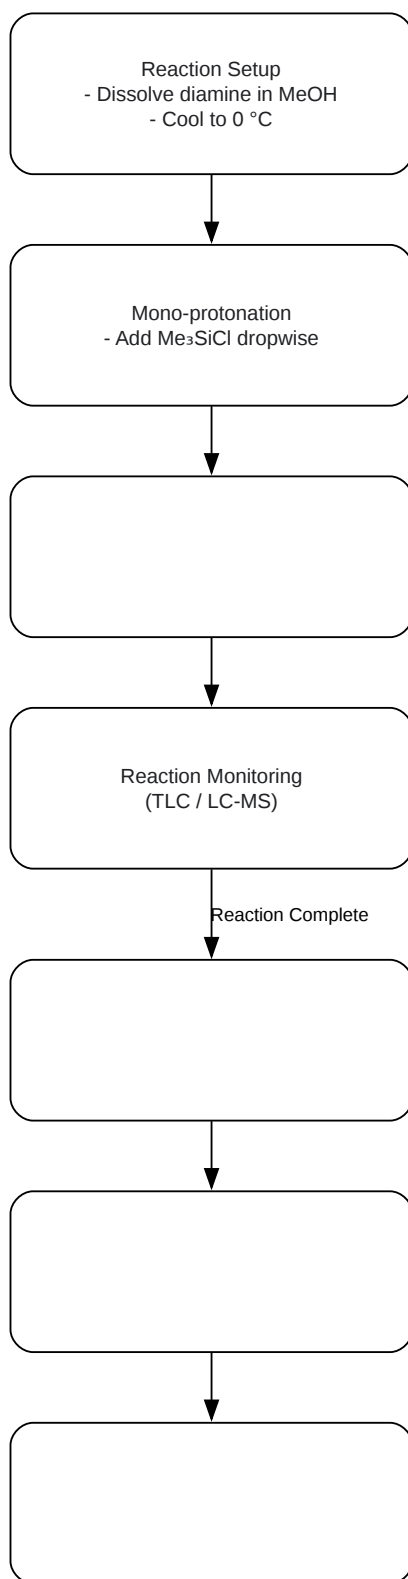 Reaction Setup
- Dissolve diamine in MeOH
- Cool to 0 °C
Mono-protonation
- Add Me₃SiCl dropwise
Reaction Monitoring
(TLC / LC-MS)
Reaction Complete